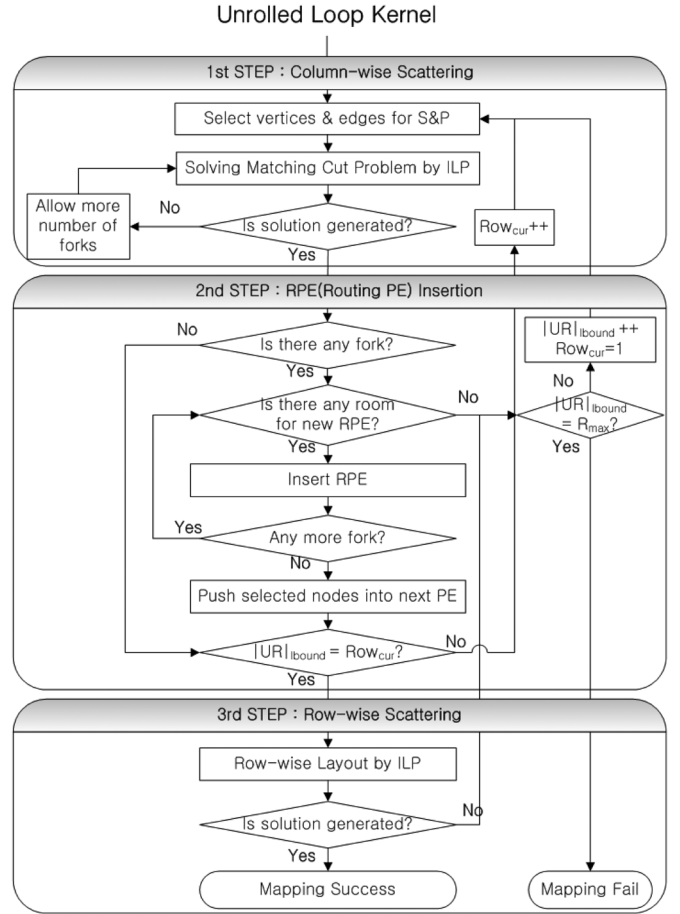 Unrolled Loop Kernel
1st STEP : Column-wise Scattering
Select vertices & edges for S&P
Solving Matching Cut Problem by ILP
Allow more
number of
forks
No
Is solution generated?
Yes
Row_cur++
2nd STEP : RPE(Routing PE) Insertion
No
Is there any fork?
Yes
|UR|_lbound ++
Row_cur=1
Is there any room
for new RPE?
No
Yes
No
|UR|_lbound
= R_max?
Yes
Insert RPE
Yes
Any more fork?
No
Push selected nodes into next PE
|UR|_lbound = Row_cur?
No
Yes
3rd STEP : Row-wise Scattering
Row-wise Layout by ILP
Is solution generated?
No
Yes
Mapping Success
Mapping Fail